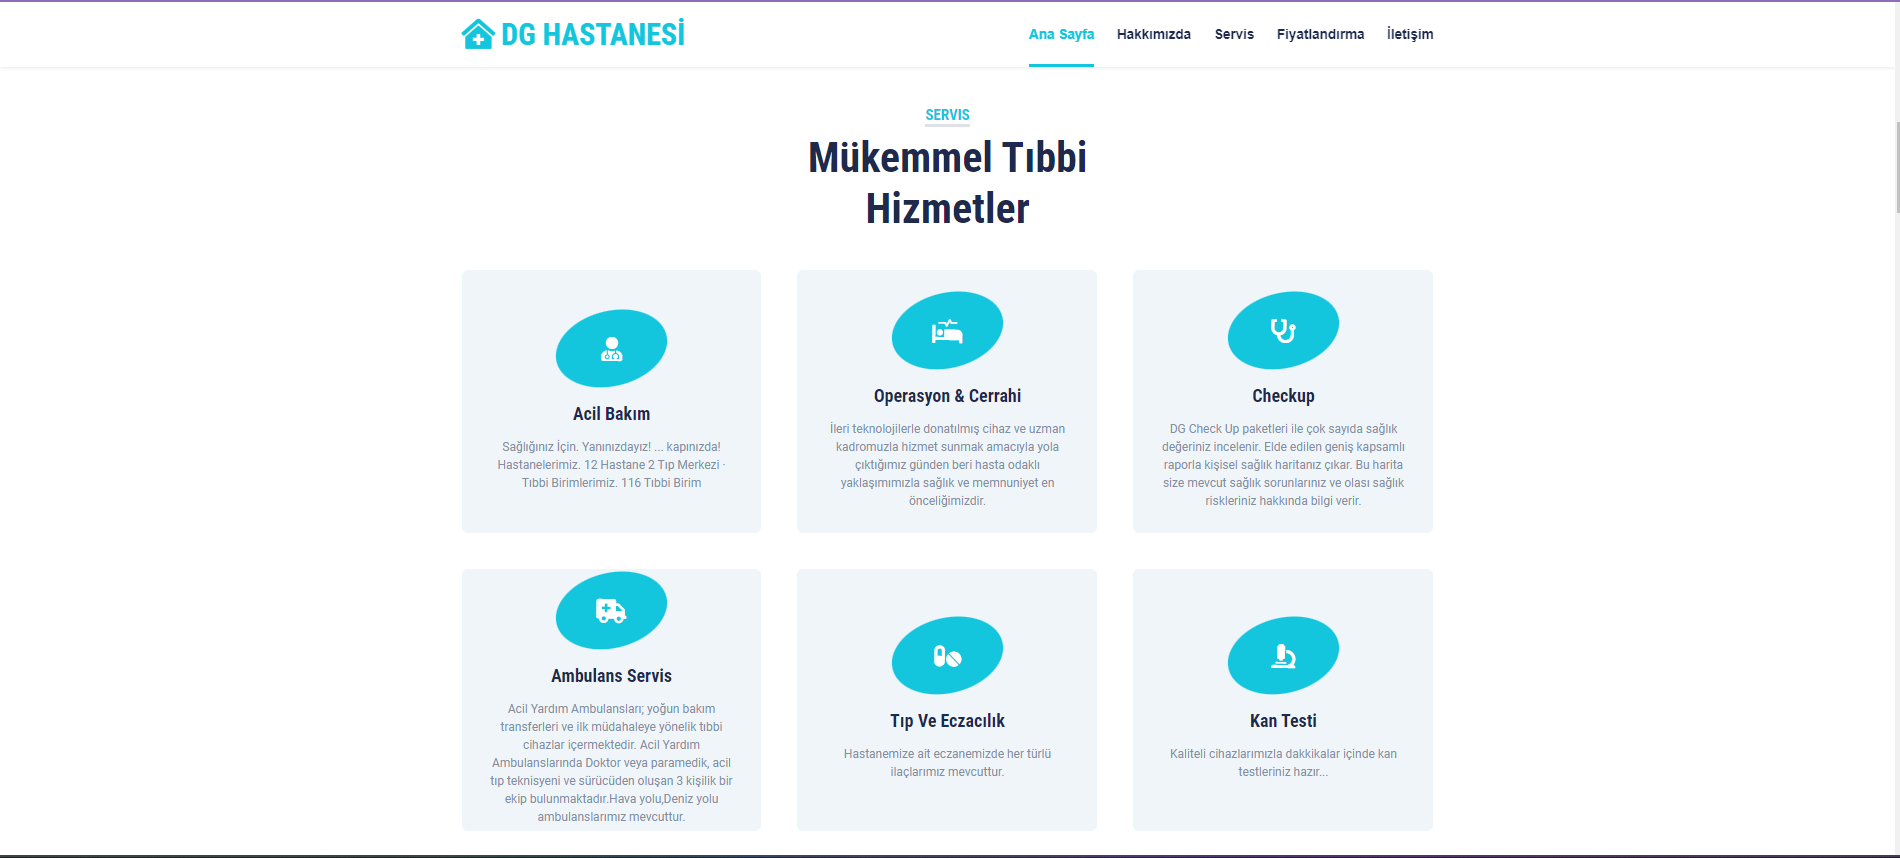 DG HASTANESİ
Ana Sayfa Hakkımızda Servis Fiyatlandırma İletişim
SERVIS
Mükemmel Tıbbi
Hizmetler
Acil Bakım
Sağlığınız İçin. Yanınızdayız! ... kapınızda!
Hastanelerimiz. 12 Hastane 2 Tıp Merkezi ·
Tıbbi Birimlerimiz. 116 Tıbbi Birim
Operasyon & Cerrahi
İleri teknolojilerle donatılmış cihaz ve uzman
kadromuzla hizmet sunmak amacıyla yola
çıktığımız günden beri hasta odaklı
yaklaşımımızla sağlık ve memnuniyet en
önceliğimizdir.
Checkup
DG Check Up paketleri ile çok sayıda sağlık
değeriniz incelenir. Elde edilen geniş kapsamlı
raporla kişisel sağlık haritanız çıkar. Bu harita
size mevcut sağlık sorunlarınız ve olası sağlık
riskleriniz hakkında bilgi verir.
Ambulans Servis
Acil Yardım Ambulansları; yoğun bakım
transferleri ve ilk müdahaleye yönelik tıbbi
cihazlar içermektedir. Acil Yardım
Ambulanslarında Doktor veya paramedik, acil
tıp teknisyeni ve sürücüden oluşan 3 kişilik bir
ekip bulunmaktadır.Hava yolu,Deniz yolu
ambulanslarımız mevcuttur.
Tıp Ve Eczacılık
Hastanemize ait eczanemizde her türlü
ilaçlarımız mevcuttur.
Kan Testi
Kaliteli cihazlarımızla dakkikalar içinde kan
testleriniz hazır...